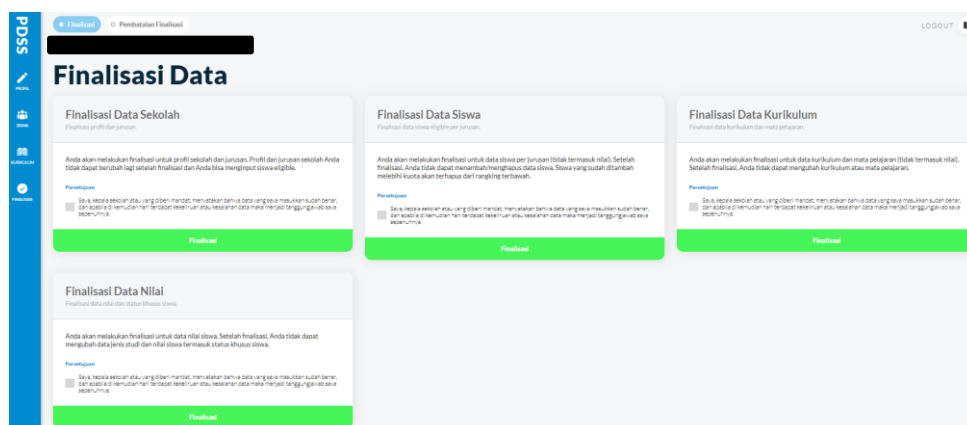 PDSS
PROFIL
SISWA
KURIKULUM
FINALISASI
Finalisasi
Pembatalan Finalisasi
LOGOUT
Finalisasi Data
Finalisasi Data Sekolah
Finalisasi profil dan jurusan.
Anda akan melakukan finalisasi untuk profil sekolah dan jurusan. Profil dan jurusan sekolah Anda
tidak dapat berubah lagi setelah finalisasi dan Anda bisa menginput siswa eligible.
Persetujuan
Saya, kepala sekolah atau yang diberi mandat, menyatakan bahwa data yang saya masukkan sudah benar,
dan apabila di kemudian hari terdapat kekeliruan atau kesalahan data maka menjadi tanggung jawab saya
sepenuhnya.
Finalisasi
Finalisasi Data Siswa
Finalisasi data siswa eligible per jurusan.
Anda akan melakukan finalisasi untuk data siswa per jurusan (tidak termasuk nilai). Setelah
finalisasi, Anda tidak dapat menambah/menghapus data siswa. Siswa yang sudah ditambah
melebihi kuota akan terhapus dari rangking terbawah.
Persetujuan
Saya, kepala sekolah atau yang diberi mandat, menyatakan bahwa data yang saya masukkan sudah benar,
dan apabila di kemudian hari terdapat kekeliruan atau kesalahan data maka menjadi tanggung jawab saya
sepenuhnya.
Finalisasi
Finalisasi Data Kurikulum
Finalisasi data kurikulum dan mata pelajaran.
Anda akan melakukan finalisasi untuk data kurikulum dan mata pelajaran (tidak termasuk nilai).
Setelah finalisasi, Anda tidak dapat mengubah kurikulum atau mata pelajaran.
Persetujuan
Saya, kepala sekolah atau yang diberi mandat, menyatakan bahwa data yang saya masukkan sudah benar,
dan apabila di kemudian hari terdapat kekeliruan atau kesalahan data maka menjadi tanggung jawab saya
sepenuhnya.
Finalisasi
Finalisasi Data Nilai
Finalisasi data nilai dan status khusus siswa.
Anda akan melakukan finalisasi untuk data nilai siswa. Setelah finalisasi, Anda tidak dapat
mengubah data jenis studi dan nilai siswa termasuk status khusus siswa.
Persetujuan
Saya, kepala sekolah atau yang diberi mandat, menyatakan bahwa data yang saya masukkan sudah benar,
dan apabila di kemudian hari terdapat kekeliruan atau kesalahan data maka menjadi tanggung jawab saya
sepenuhnya.
Finalisasi